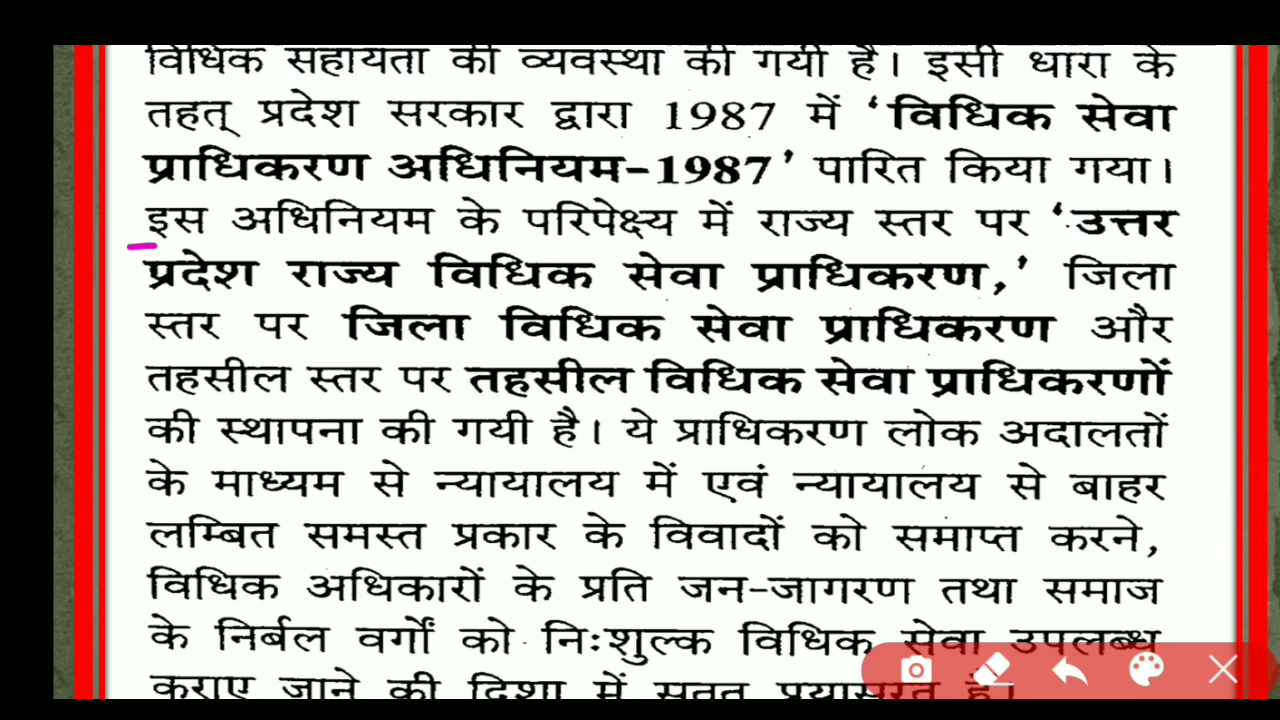 विधिक सहायता की व्यवस्था की गयी है। इसी धारा के
तहत् प्रदेश सरकार द्वारा 1987 में ‘विधिक सेवा
प्राधिकरण अधिनियम-1987’ पारित किया गया।
इस अधिनियम के परिपेक्ष्य में राज्य स्तर पर ‘उत्तर
प्रदेश राज्य विधिक सेवा प्राधिकरण,’ जिला
स्तर पर जिला विधिक सेवा प्राधिकरण और
तहसील स्तर पर तहसील विधिक सेवा प्राधिकरणों
की स्थापना की गयी है। ये प्राधिकरण लोक अदालतों
के माध्यम से न्यायालय में एवं न्यायालय से बाहर
लम्बित समस्त प्रकार के विवादों को समाप्त करने,
विधिक अधिकारों के प्रति जन-जागरण तथा समाज
के निर्बल वर्गों को निःशुल्क विधिक सेवा उपलब्ध
कराए जाने की दिशा में सतत प्रयासरत है।